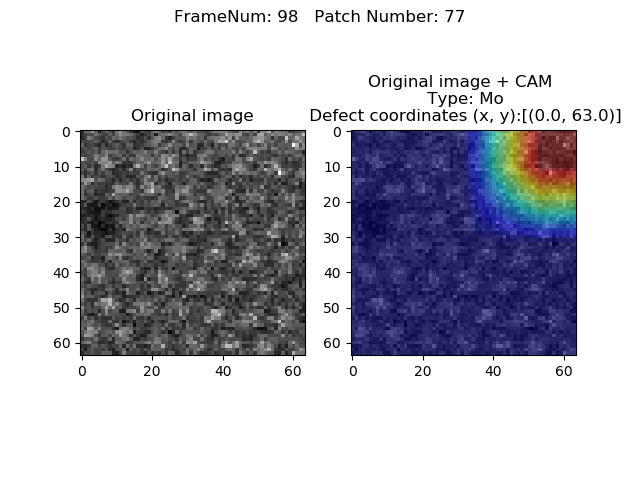 FrameNum: 98   Patch Number: 77
Original image
0
10
20
30
40
50
60
0 20 40 60
Original image + CAM
Type: Mo
Defect coordinates (x, y):[(0.0, 63.0)]
0
10
20
30
40
50
60
0 20 40 60